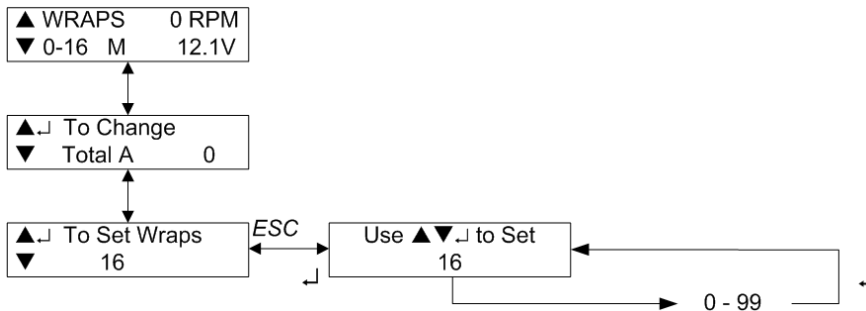 ▲ WRAPS 0 RPM
▼ 0-16 M 12.1V
▲↵ To Change
▼ Total A 0
▲↵ To Set Wraps
▼ 16
ESC
↵
Use ▲▼↵ to Set
16
↵
0 - 99